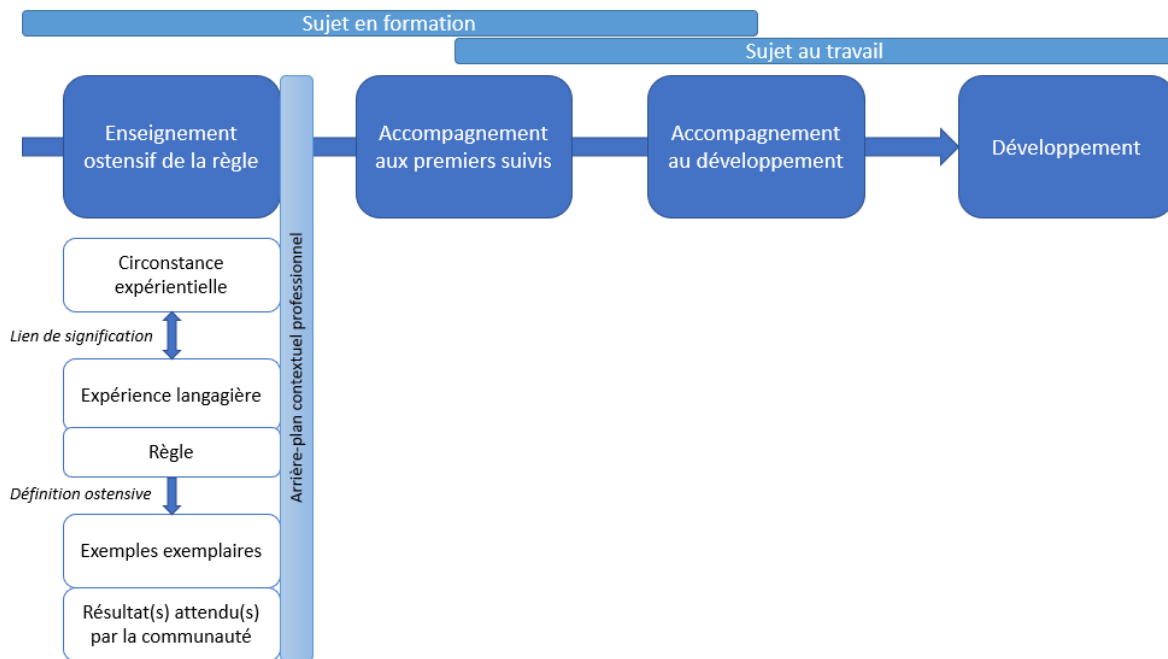 Sujet en formation
Sujet au travail
Enseignement
ostensif de la règle
Accompagnement
aux premiers suivis
Accompagnement
au développement
Développement
Arrière-plan contextuel professionnel
Circonstance
expérientielle
Lien de signification
Expérience langagière
Règle
Définition ostensive
Exemples exemplaires
Résultat(s) attendu(s)
par la communauté